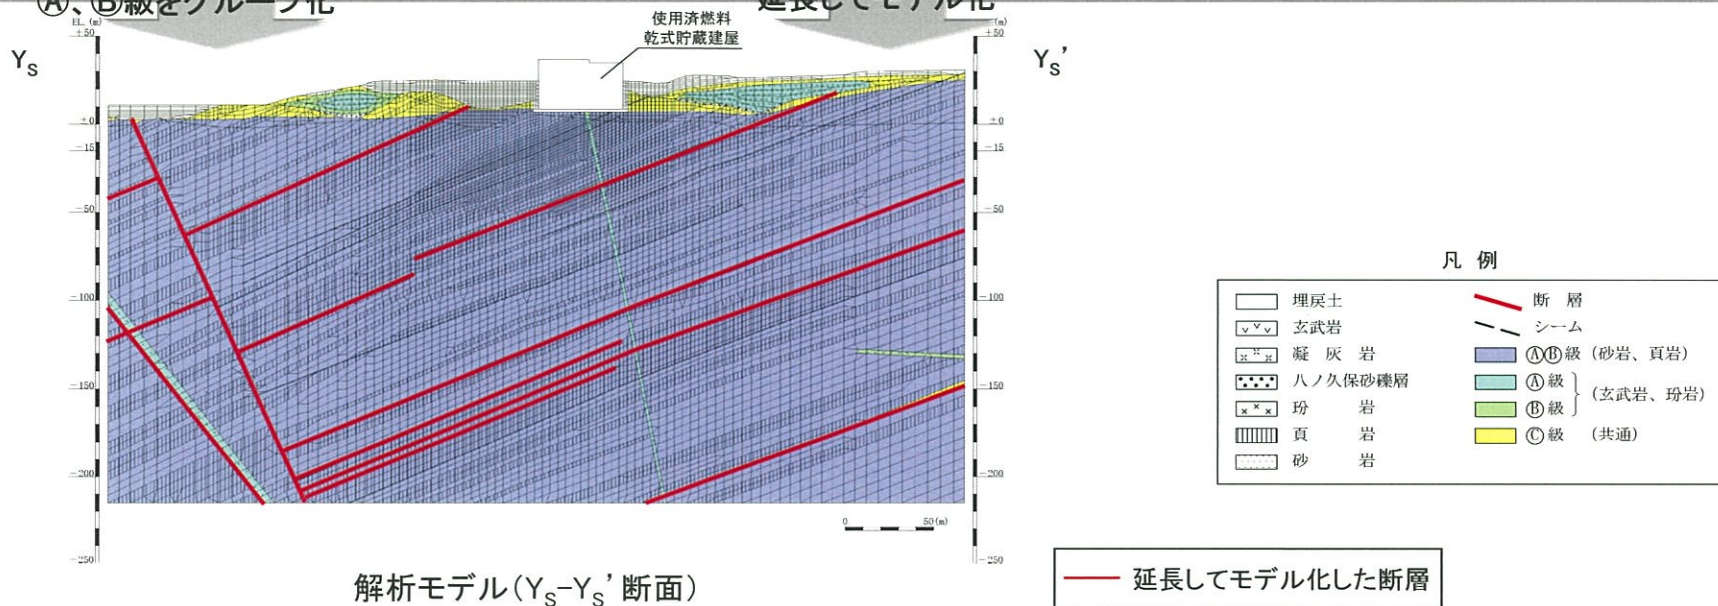 Ⓐ、Ⓑ級をグループ化
延長してモデル化
EL. (m)
(m)
使用済燃料
乾式貯蔵建屋
Yₛ
Yₛ’
+50
+50
±0
±0
-15
-15
-50
-50
-100
-100
-150
-150
-200
-200
-250
-250
0 50(m)
解析モデル(Yₛ-Yₛ’断面)
凡 例
埋戻土
玄武岩
凝 灰 岩
八ノ久保砂礫層
玢 岩
頁 岩
砂 岩
断 層
シーム
ⒶⒷ級 (砂岩、頁岩)
Ⓐ級
Ⓑ級
(玄武岩、玢岩)
Ⓒ級 (共通)
延長してモデル化した断層